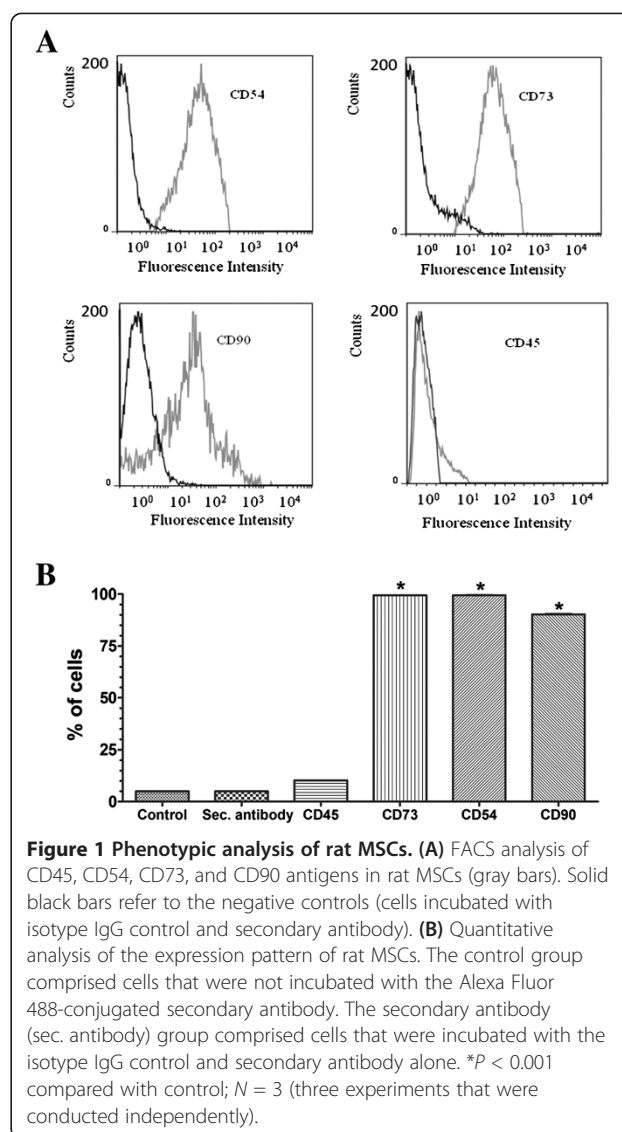 A
200
Counts
CD54
0
10⁰ 10¹ 10² 10³ 10⁴
Fluorescence Intensity
200
Counts
CD73
0
10⁰ 10¹ 10² 10³ 10⁴
Fluorescence Intensity
200
Counts
CD90
0
10⁰ 10¹ 10² 10³ 10⁴
Fluorescence Intensity
200
Counts
CD45
0
10⁰ 10¹ 10² 10³ 10⁴
Fluorescence Intensity
B
% of cells
100
75
50
25
0
* * *
Control Sec. antibody CD45 CD73 CD54 CD90
Figure 1 Phenotypic analysis of rat MSCs. (A) FACS analysis of
CD45, CD54, CD73, and CD90 antigens in rat MSCs (gray bars). Solid
black bars refer to the negative controls (cells incubated with
isotype IgG control and secondary antibody). (B) Quantitative
analysis of the expression pattern of rat MSCs. The control group
comprised cells that were not incubated with the Alexa Fluor
488-conjugated secondary antibody. The secondary antibody
(sec. antibody) group comprised cells that were incubated with the
isotype IgG control and secondary antibody alone. *P < 0.001
compared with control; N = 3 (three experiments that were
conducted independently).